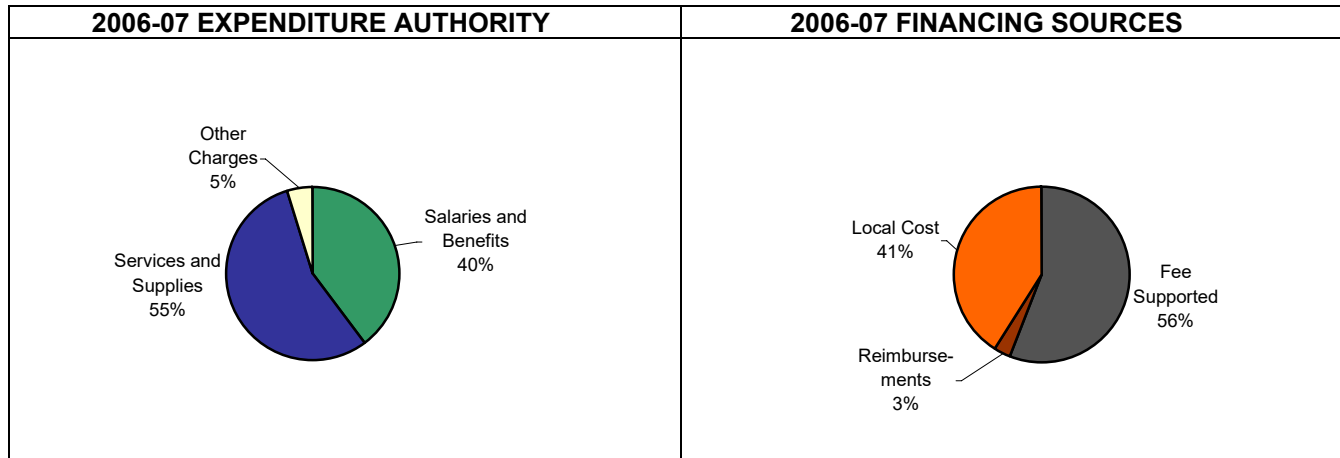 2006-07 EXPENDITURE AUTHORITY
Other
Charges
5%
Salaries and
Benefits
40%
Services and
Supplies
55%
2006-07 FINANCING SOURCES
Local Cost
41%
Fee
Supported
56%
Reimburse-
ments
3%